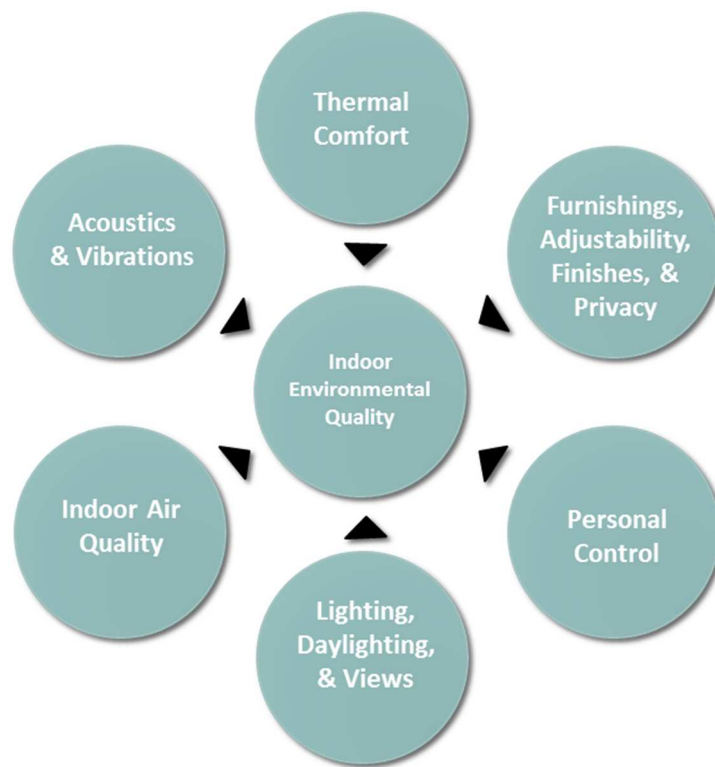 Thermal
Comfort
Acoustics
& Vibrations
Furnishings,
Adjustability,
Finishes, &
Privacy
Indoor
Environmental
Quality
Indoor Air
Quality
Personal
Control
Lighting,
Daylighting,
& Views